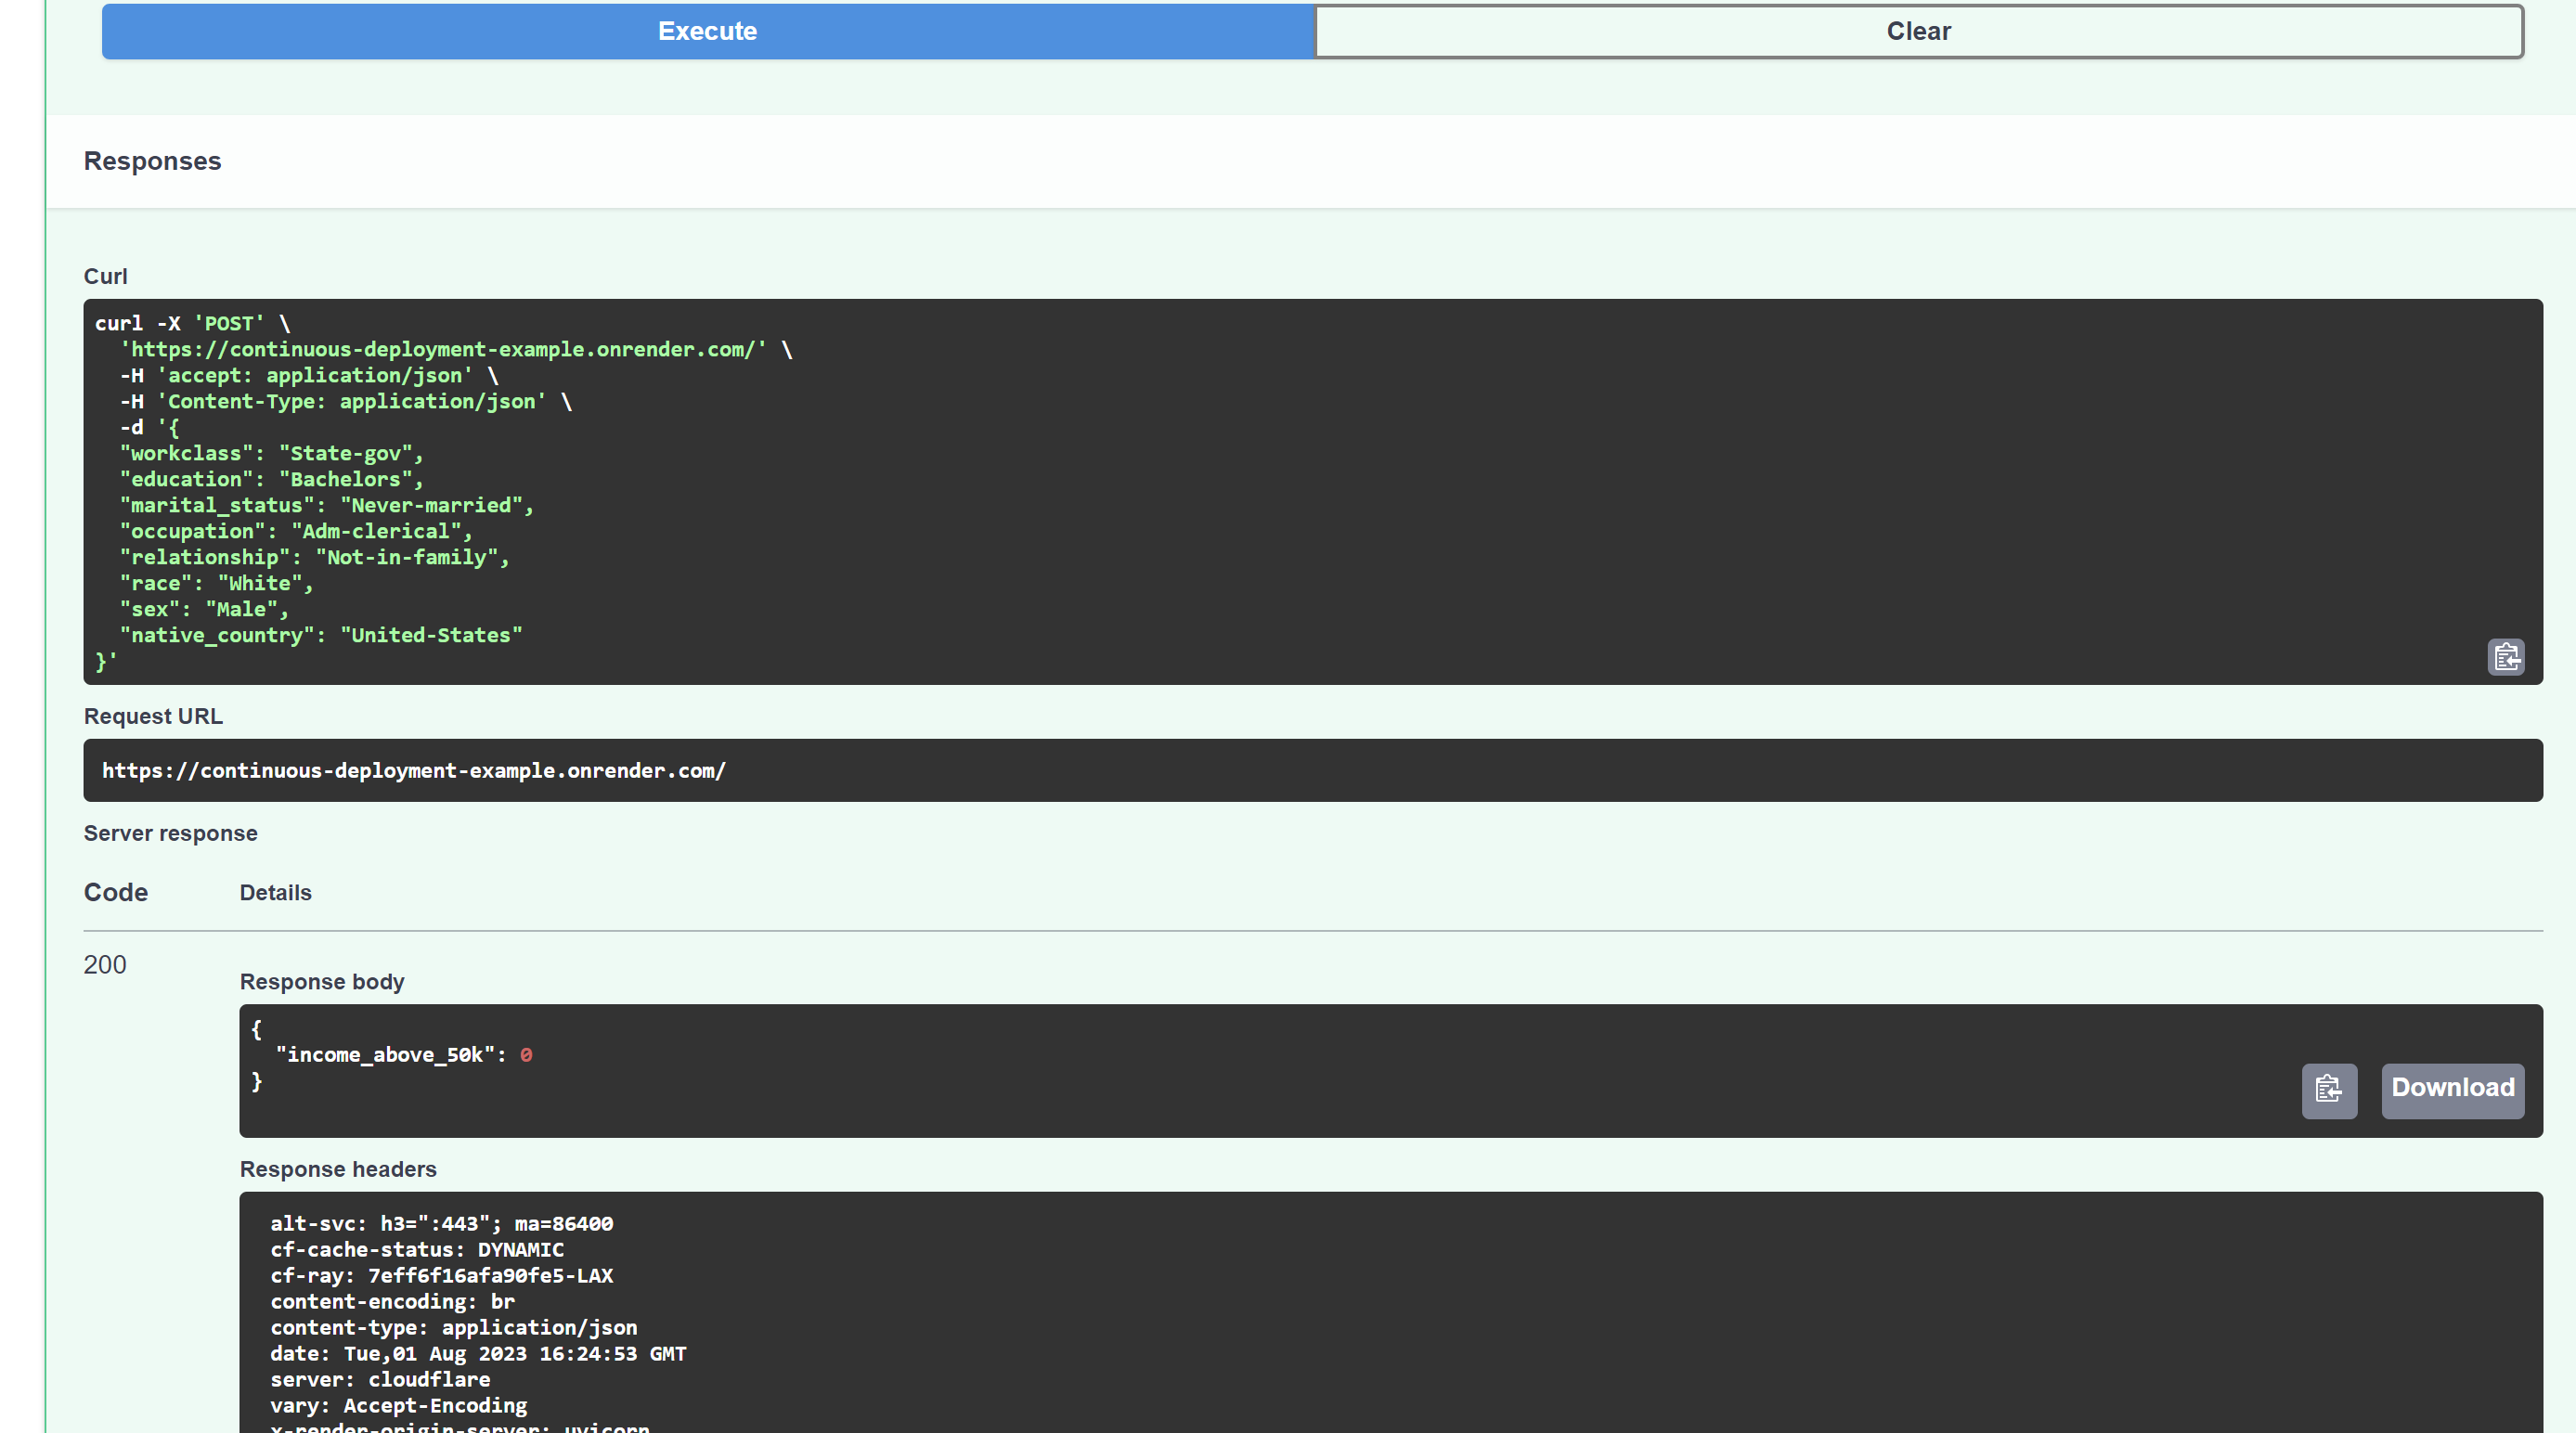 Execute
Clear
Responses
Curl
curl -X 'POST' \
  'https://continuous-deployment-example.onrender.com/' \
  -H 'accept: application/json' \
  -H 'Content-Type: application/json' \
  -d '{
  "workclass": "State-gov",
  "education": "Bachelors",
  "marital_status": "Never-married",
  "occupation": "Adm-clerical",
  "relationship": "Not-in-family",
  "race": "White",
  "sex": "Male",
  "native_country": "United-States"
}'
Request URL
https://continuous-deployment-example.onrender.com/
Server response
Code Details
200
Response body
{
  "income_above_50k": 0
}
Download
Response headers
alt-svc: h3=":443"; ma=86400
cf-cache-status: DYNAMIC
cf-ray: 7eff6f16afa90fe5-LAX
content-encoding: br
content-type: application/json
date: Tue,01 Aug 2023 16:24:53 GMT
server: cloudflare
vary: Accept-Encoding
x-render-origin-server: uvicorn